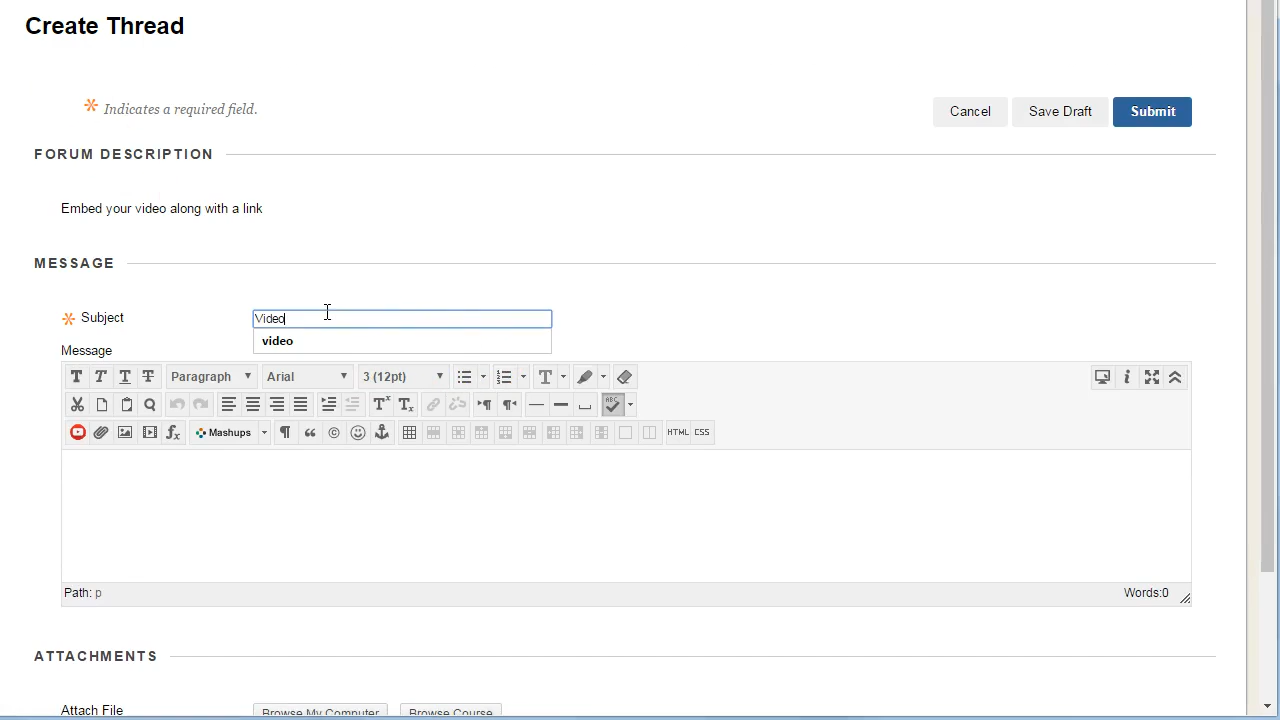 Create Thread
Indicates a required field.
Cancel Save Draft Submit
FORUM DESCRIPTION
Embed your video along with a link
MESSAGE
Subject Video
video
Message
T T T T Paragraph Arial 3 (12pt) T
ABC
fx Mashups HTML CSS
Path: p Words:0
ATTACHMENTS
Attach File Browse My Computer Browse Course